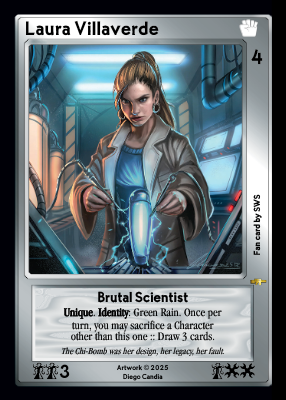 Laura Villaverde
4
Fan card by SWS
Brutal Scientist
Unique. Identity: Green Rain. Once per
turn, you may sacrifice a Character
other than this one :: Draw 3 cards.
The Chi-Bomb was her design, her legacy, her fault.
3
Artwork © 2025
Diego Candia